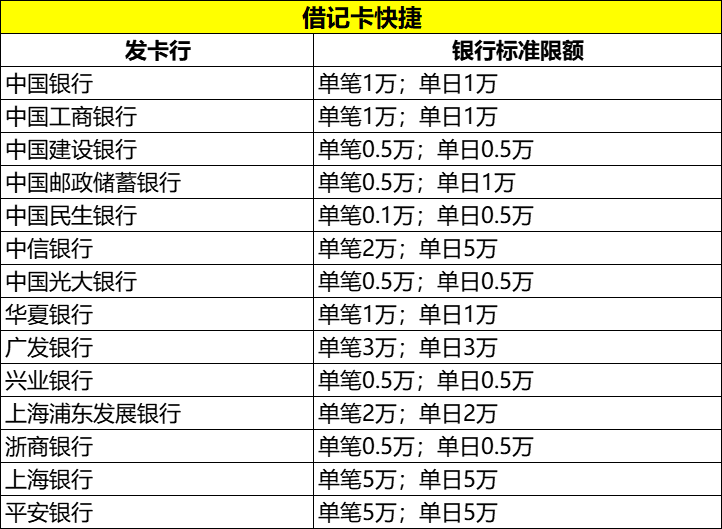 借记卡快捷
发卡行 银行标准限额
中国银行 单笔1万；单日1万
中国工商银行 单笔1万；单日1万
中国建设银行 单笔0.5万；单日0.5万
中国邮政储蓄银行 单笔0.5万；单日1万
中国民生银行 单笔0.1万；单日0.5万
中信银行 单笔2万；单日5万
中国光大银行 单笔0.5万；单日0.5万
华夏银行 单笔1万；单日1万
广发银行 单笔3万；单日3万
兴业银行 单笔0.5万；单日0.5万
上海浦东发展银行 单笔2万；单日2万
浙商银行 单笔0.5万；单日0.5万
上海银行 单笔5万；单日5万
平安银行 单笔5万；单日5万